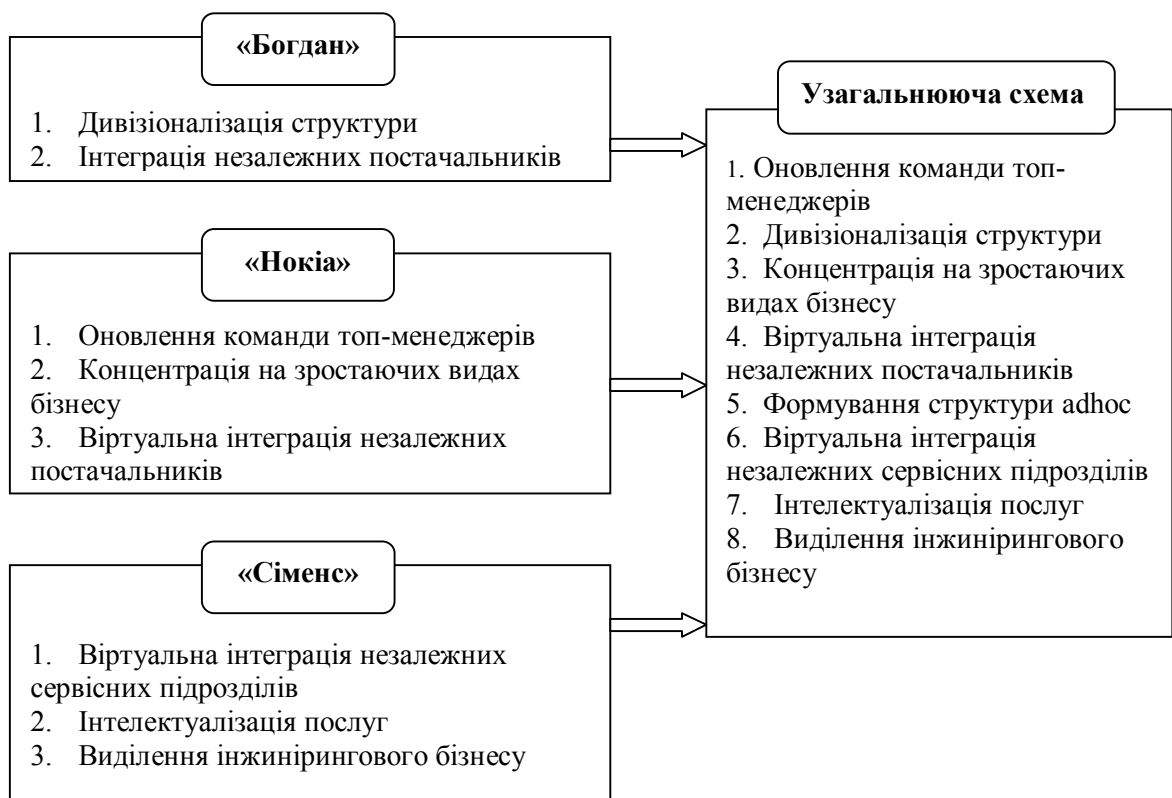 «Богдан»
1. Дивізіоналізація структури
2. Інтеграція незалежних постачальників
«Нокіа»
1. Оновлення команди топ-менеджерів
2. Концентрація на зростаючих видах
бізнесу
3. Віртуальна інтеграція незалежних
постачальників
«Сіменс»
1. Віртуальна інтеграція незалежних
сервісних підрозділів
2. Інтелектуалізація послуг
3. Виділення інжинірингового бізнесу
Узагальнююча схема
1. Оновлення команди топ-
менеджерів
2. Дивізіоналізація структури
3. Концентрація на зростаючих
видах бізнесу
4. Віртуальна інтеграція
незалежних постачальників
5. Формування структури adhoc
6. Віртуальна інтеграція
незалежних сервісних підрозділів
7. Інтелектуалізація послуг
8. Виділення інжинірингового
бізнесу